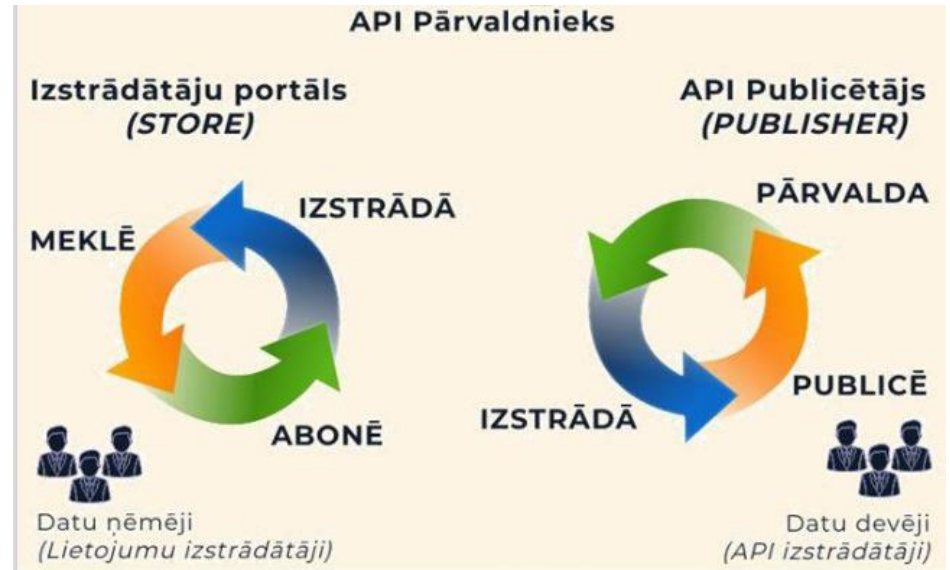 API Pārvaldnieks
Izstrādātāju portāls
(STORE)
MEKLĒ
IZSTRĀDĀ
ABONĒ
Datu ņēmēji
(Lietojumu izstrādātāji)
API Publicētājs
(PUBLISHER)
PĀRVALDA
IZSTRĀDĀ
PUBLICĒ
Datu devēji
(API izstrādātāji)